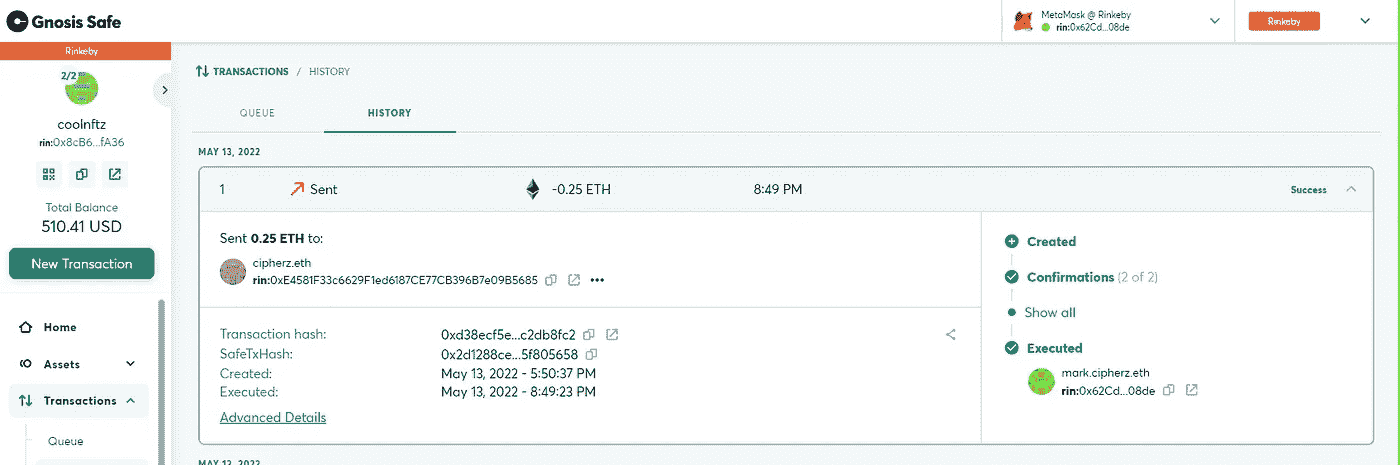 Gnosis Safe
MetaMask @ Rinkeby
rin:0x62Cd...08de
Rinkeby
Rinkeby
2/2
coolnftz
rin:0x8cB6...fA36
Total Balance
510.41 USD
New Transaction
Home
Assets
Transactions
Queue
TRANSACTIONS / HISTORY
QUEUE HISTORY
MAY 13, 2022
1 Sent -0.25 ETH 8:49 PM Success
Sent 0.25 ETH to:
cipherz.eth
rin:0xE4581F33c6629F1ed6187CE77CB396B7e09B5685
Transaction hash: 0xd38ecf5e...c2db8fc2
SafeTxHash: 0x2d1288ce...5f805658
Created: May 13, 2022 - 5:50:37 PM
Executed: May 13, 2022 - 8:49:23 PM
Advanced Details
Created
Confirmations (2 of 2)
Show all
Executed
mark.cipherz.eth
rin:0x62Cd...08de
MAY 13, 2022